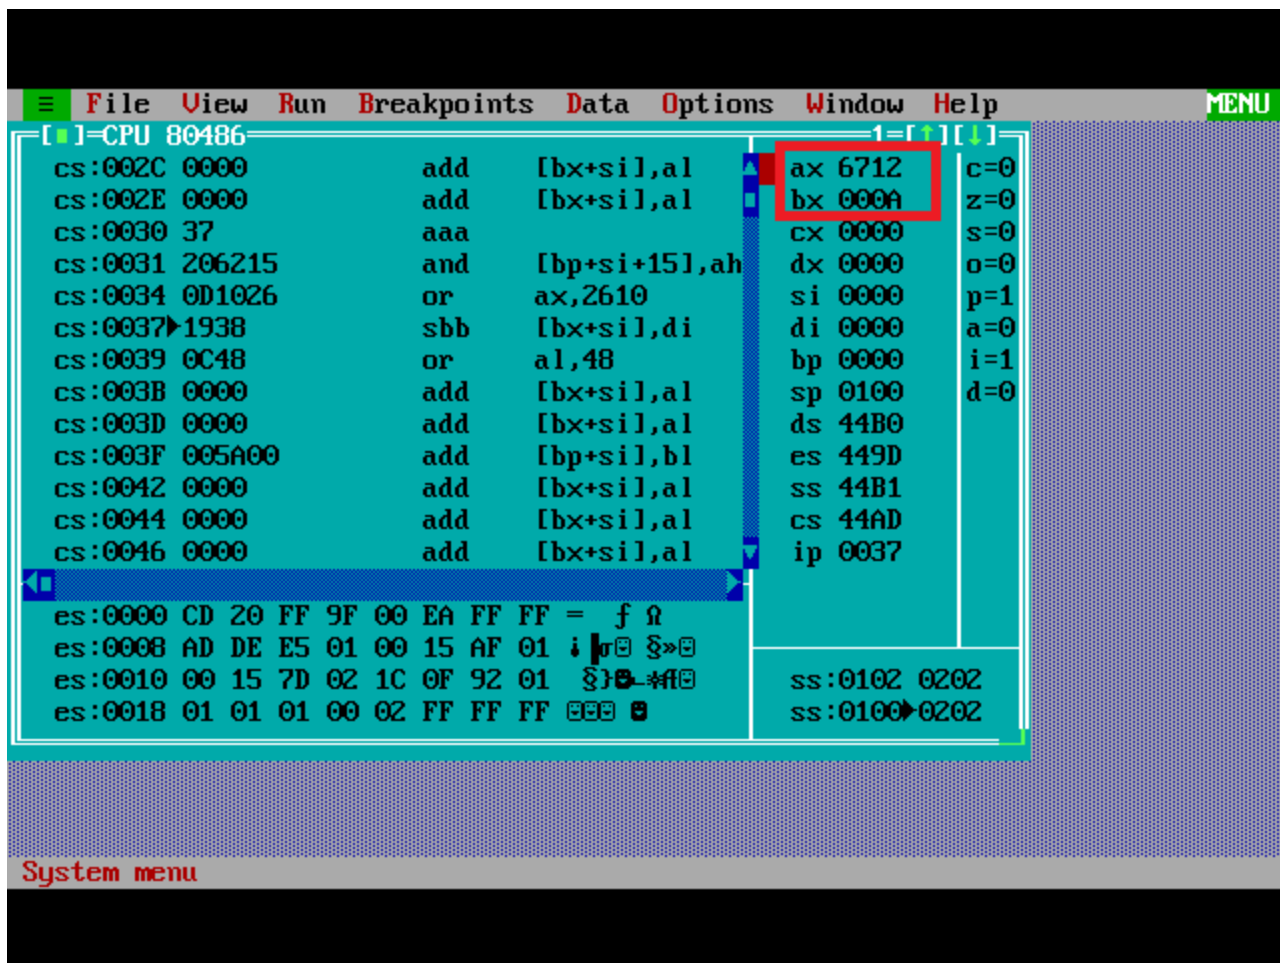 ≡ File View Run Breakpoints Data Options Window Help MENU
[■]=CPU 80486 1=[↑][↓]
cs:002C 0000 add [bx+si],al ax 6712 c=0
cs:002E 0000 add [bx+si],al bx 000A z=0
cs:0030 37 aaa cx 0000 s=0
cs:0031 206215 and [bp+si+15],ah dx 0000 o=0
cs:0034 0D1026 or ax,2610 si 0000 p=1
cs:0037►1938 sbb [bx+si],di di 0000 a=0
cs:0039 0C48 or al,48 bp 0000 i=1
cs:003B 0000 add [bx+si],al sp 0100 d=0
cs:003D 0000 add [bx+si],al ds 44B0
cs:003F 005A00 add [bp+si],bl es 449D
cs:0042 0000 add [bx+si],al ss 44B1
cs:0044 0000 add [bx+si],al cs 44AD
cs:0046 0000 add [bx+si],al ip 0037
es:0000 CD 20 FF 9F 00 EA FF FF = ƒ Ω
es:0008 AD DE E5 01 00 15 AF 01 ¡ ▐σ☺ §»☺
es:0010 00 15 7D 02 1C 0F 92 01 §}☻∟☼Æ☺
es:0018 01 01 01 00 02 FF FF FF ☺☺☺ ☻
ss:0102 0202
ss:0100►0202
System menu